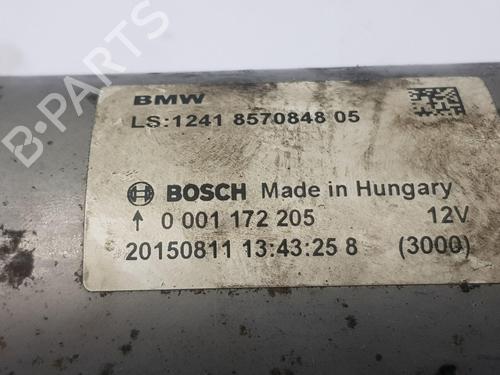 B-PARTS
BMW
LS:1241 8570848 05
BOSCH Made in Hungary
0 001 172 205 12V
20150811 13:43:25 8 (3000)